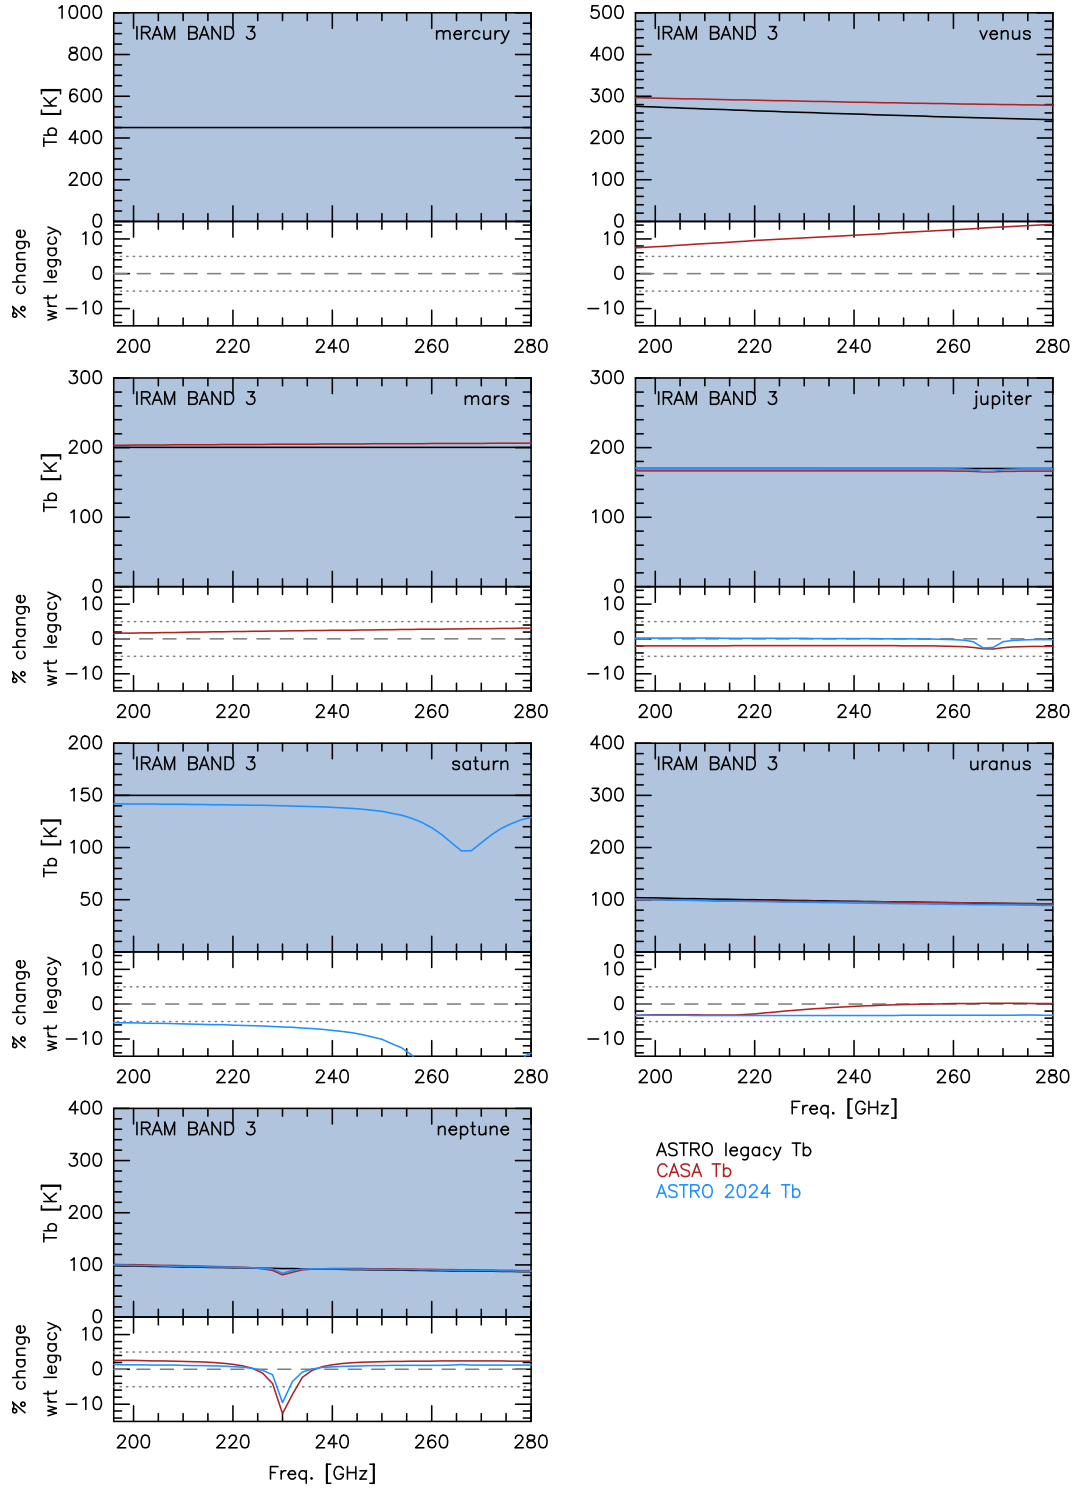 IRAM BAND 3 mercury
1000
800
600
400
200
0
Tb [K]
10
0
−10
% change
wrt legacy
200 220 240 260 280
IRAM BAND 3 venus
500
400
300
200
100
0
10
0
−10
200 220 240 260 280
IRAM BAND 3 mars
300
200
100
0
Tb [K]
10
0
−10
% change
wrt legacy
200 220 240 260 280
IRAM BAND 3 jupiter
300
200
100
0
10
0
−10
200 220 240 260 280
IRAM BAND 3 saturn
200
150
100
50
0
Tb [K]
10
0
−10
% change
wrt legacy
200 220 240 260 280
IRAM BAND 3 uranus
400
300
200
100
0
10
0
−10
200 220 240 260 280
Freq. [GHz]
IRAM BAND 3 neptune
400
300
200
100
0
Tb [K]
10
0
−10
% change
wrt legacy
200 220 240 260 280
Freq. [GHz]
ASTRO legacy Tb
CASA Tb
ASTRO 2024 Tb